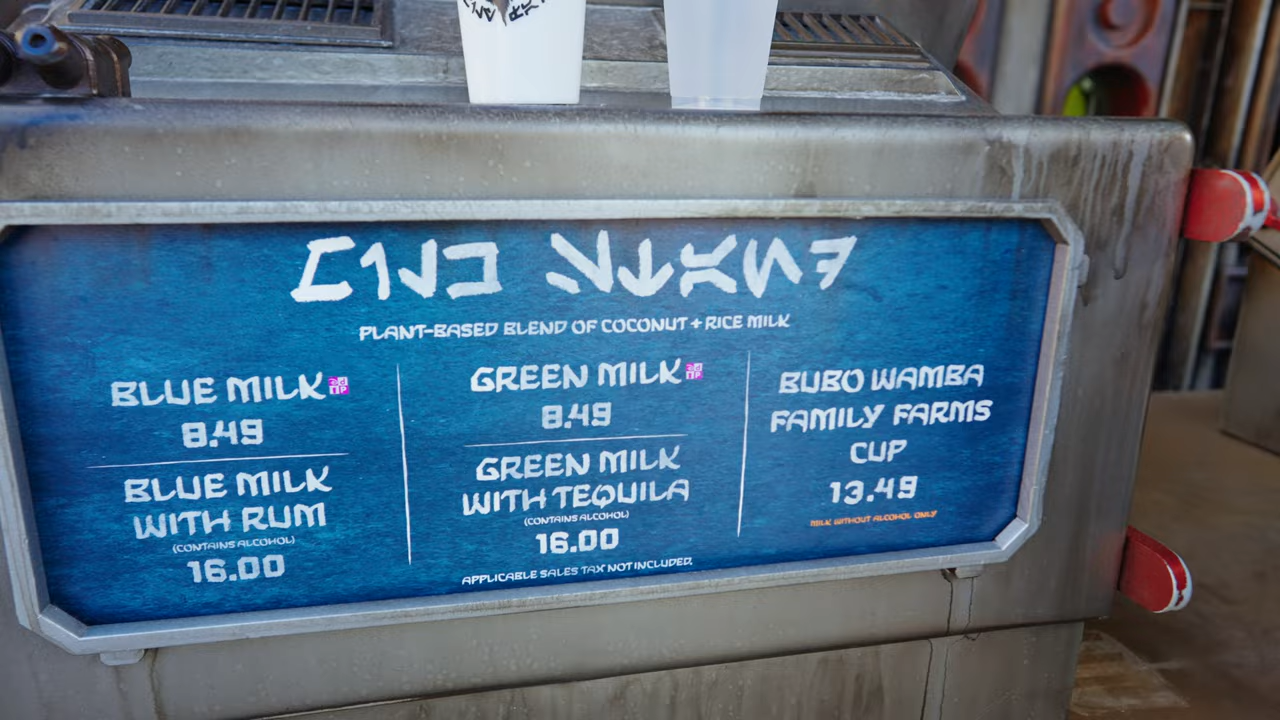 PLANT-BASED BLEND OF COCONUT + RICE MILK
BLUE MILK
8.49
BLUE MILK
WITH RUM
(CONTAINS ALCOHOL)
16.00
GREEN MILK
8.49
GREEN MILK
WITH TEQUILA
(CONTAINS ALCOHOL)
16.00
APPLICABLE SALES TAX NOT INCLUDED.
BUBO WAMBA
FAMILY FARMS
CUP
13.49
MILK WITHOUT ALCOHOL ONLY